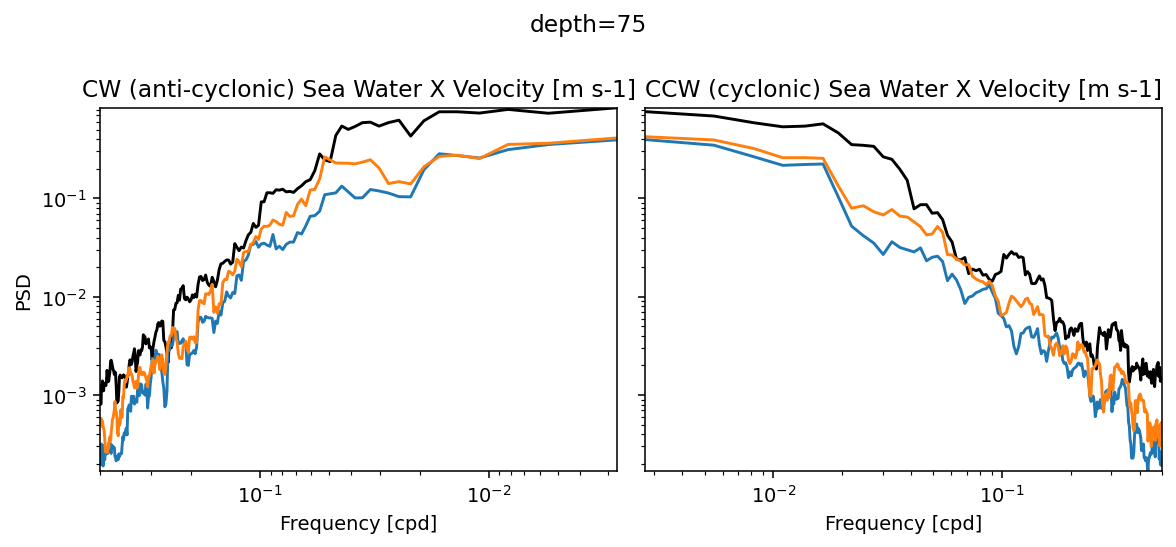 depth=75
CW (anti-cyclonic) Sea Water X Velocity [m s-1]
CCW (cyclonic) Sea Water X Velocity [m s-1]
PSD
10⁻¹
10⁻²
10⁻³
10⁻¹
10⁻²
Frequency [cpd]
10⁻²
10⁻¹
Frequency [cpd]